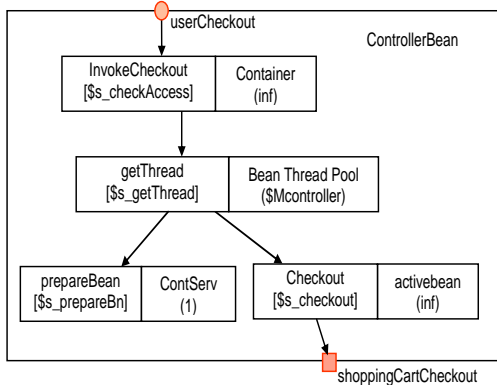 userCheckout
ControllerBean
InvokeCheckout
[$s_checkAccess]
Container
(inf)
getThread
[$s_getThread]
Bean Thread Pool
($Mcontroller)
prepareBean
[$s_prepareBn]
ContServ
(1)
Checkout
[$s_checkout]
activebean
(inf)
shoppingCartCheckout